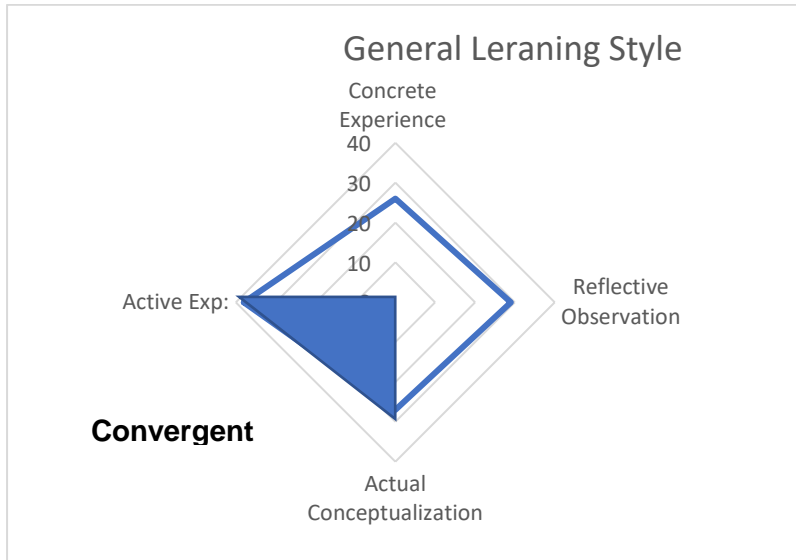 General Leraning Style
Concrete
Experience
40
30
20
10
Active Exp:
Reflective
Observation
Convergent
Actual
Conceptualization